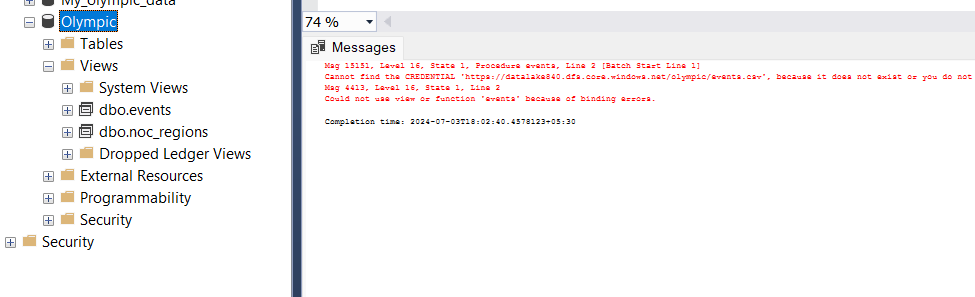 My_olympic_data
Olympic
Tables
Views
System Views
dbo.events
dbo.noc_regions
Dropped Ledger Views
External Resources
Programmability
Security
Security
74 %
Messages
Msg 15151, Level 16, State 1, Procedure events, Line 2 [Batch Start Line 1]
Cannot find the CREDENTIAL 'https://datalake840.dfs.core.windows.net/olympic/events.csv', because it does not exist or you do not
Msg 4413, Level 16, State 1, Line 2
Could not use view or function 'events' because of binding errors.
Completion time: 2024-07-03T18:02:40.4578123+05:30